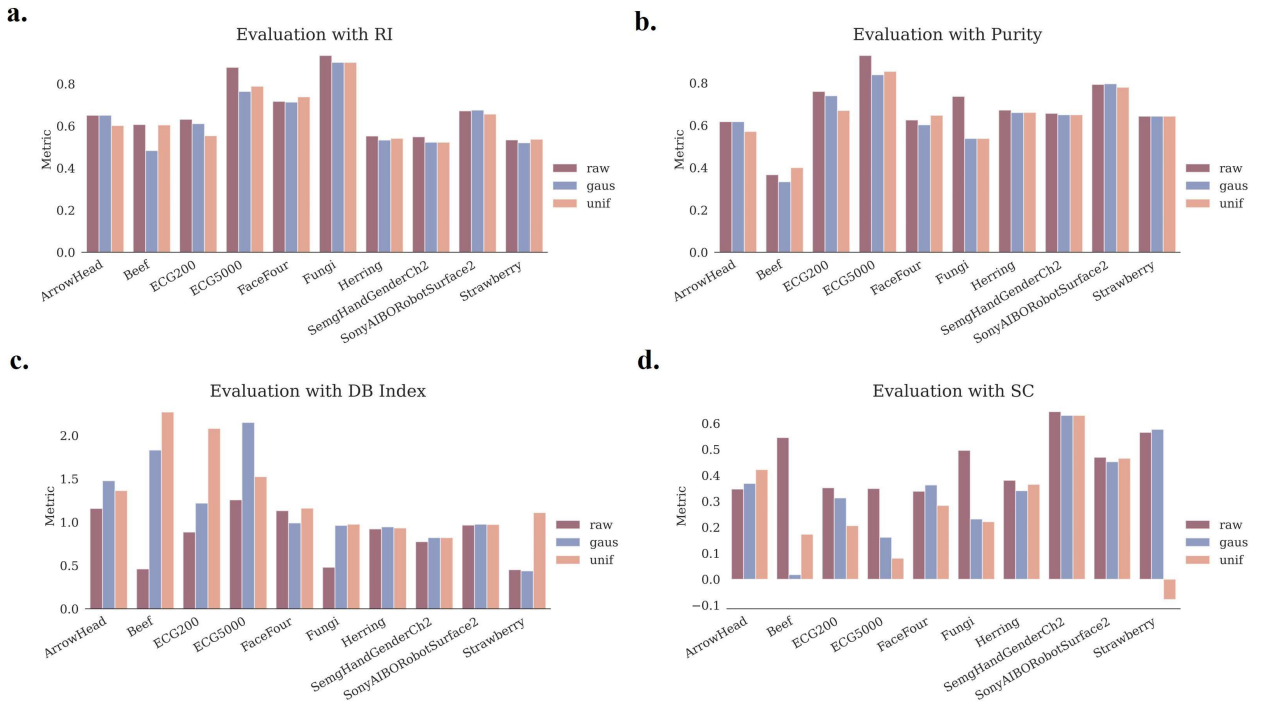 a.
Evaluation with RI
Metric
0.8
0.6
0.4
0.2
0.0
ArrowHead
Beef
ECG200
ECG5000
FaceFour
Fungi
Herring
SemgHandGenderCh2
SonyAIBORobotSurface2
Strawberry
raw
gaus
unif
b.
Evaluation with Purity
Metric
0.8
0.6
0.4
0.2
0.0
ArrowHead
Beef
ECG200
ECG5000
FaceFour
Fungi
Herring
SemgHandGenderCh2
SonyAIBORobotSurface2
Strawberry
raw
gaus
unif
c.
Evaluation with DB Index
Metric
2.0
1.5
1.0
0.5
0.0
ArrowHead
Beef
ECG200
ECG5000
FaceFour
Fungi
Herring
SemgHandGenderCh2
SonyAIBORobotSurface2
Strawberry
raw
gaus
unif
d.
Evaluation with SC
Metric
0.6
0.5
0.4
0.3
0.2
0.1
0.0
−0.1
ArrowHead
Beef
ECG200
ECG5000
FaceFour
Fungi
Herring
SemgHandGenderCh2
SonyAIBORobotSurface2
Strawberry
raw
gaus
unif